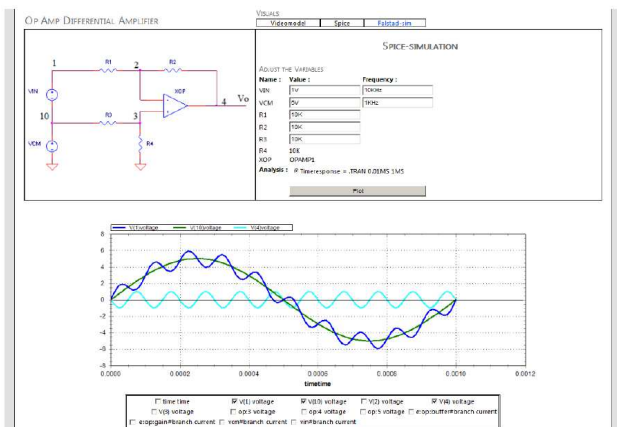 OP AMP DIFFERENTIAL AMPLIFIER
VISUALS
Videomodel Spice Falstad-sim
SPICE-SIMULATION
ADJUST THE VARIABLES
Name : Value : Frequency :
VIN 1V 10KHz
VCM 5V 1KHz
R1 10K
R2 10K
R3 10K
R4 10K
XOP OPAMP1
Analysis : Timeresponse = .TRAN 0.01MS 1MS
Plot
1 R1 2 R2
VIN XOP
4 Vo
10 R3 3
VCM R4
V(1)voltage V(10)voltage V(4)voltage
8
6
4
2
0
-2
-4
-6
-8
0.0000 0.0002 0.0004 0.0006 0.0008 0.0010 0.0012
timetime
time time V(1) voltage V(10) voltage V(2) voltage V(4) voltage
V(3) voltage op:3 voltage op:4 voltage op:5 voltage e:op:buffer#branch current
e:op:gain#branch current vcm#branch current vin#branch current